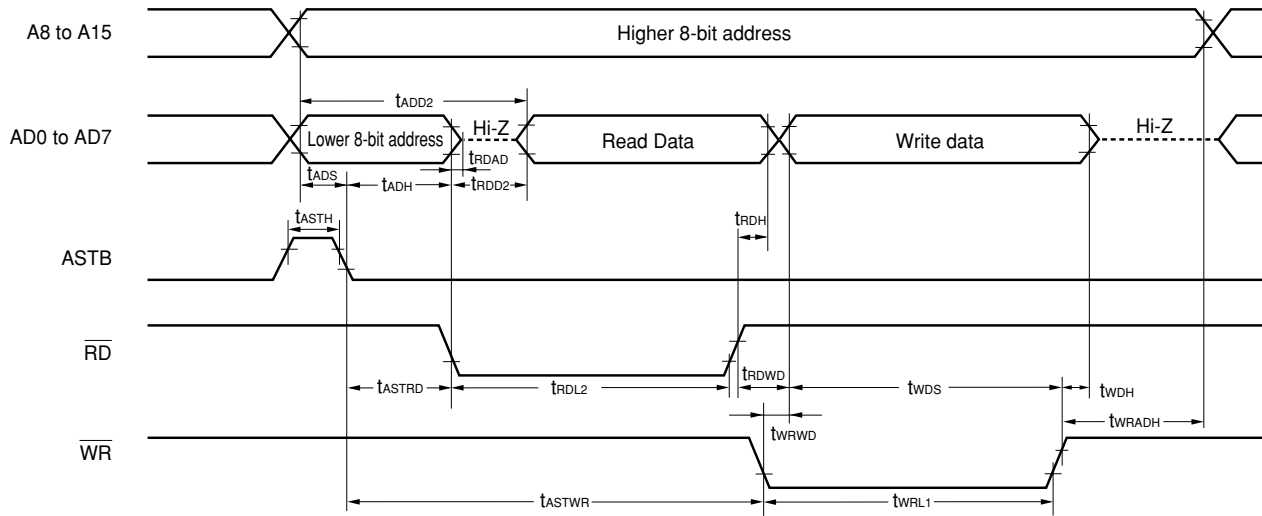 A8 to A15
Higher 8-bit address
tADD2
AD0 to AD7
Lower 8-bit address
Hi-Z
Read Data
Write data
Hi-Z
tRDAD
tADS
tADH
tRDD2
tASTH
tRDH
ASTB
RD
tASTRD
tRDL2
tRDWD
tWDS
tWDH
tWRADH
tWRWD
WR
tASTWR
tWRL1